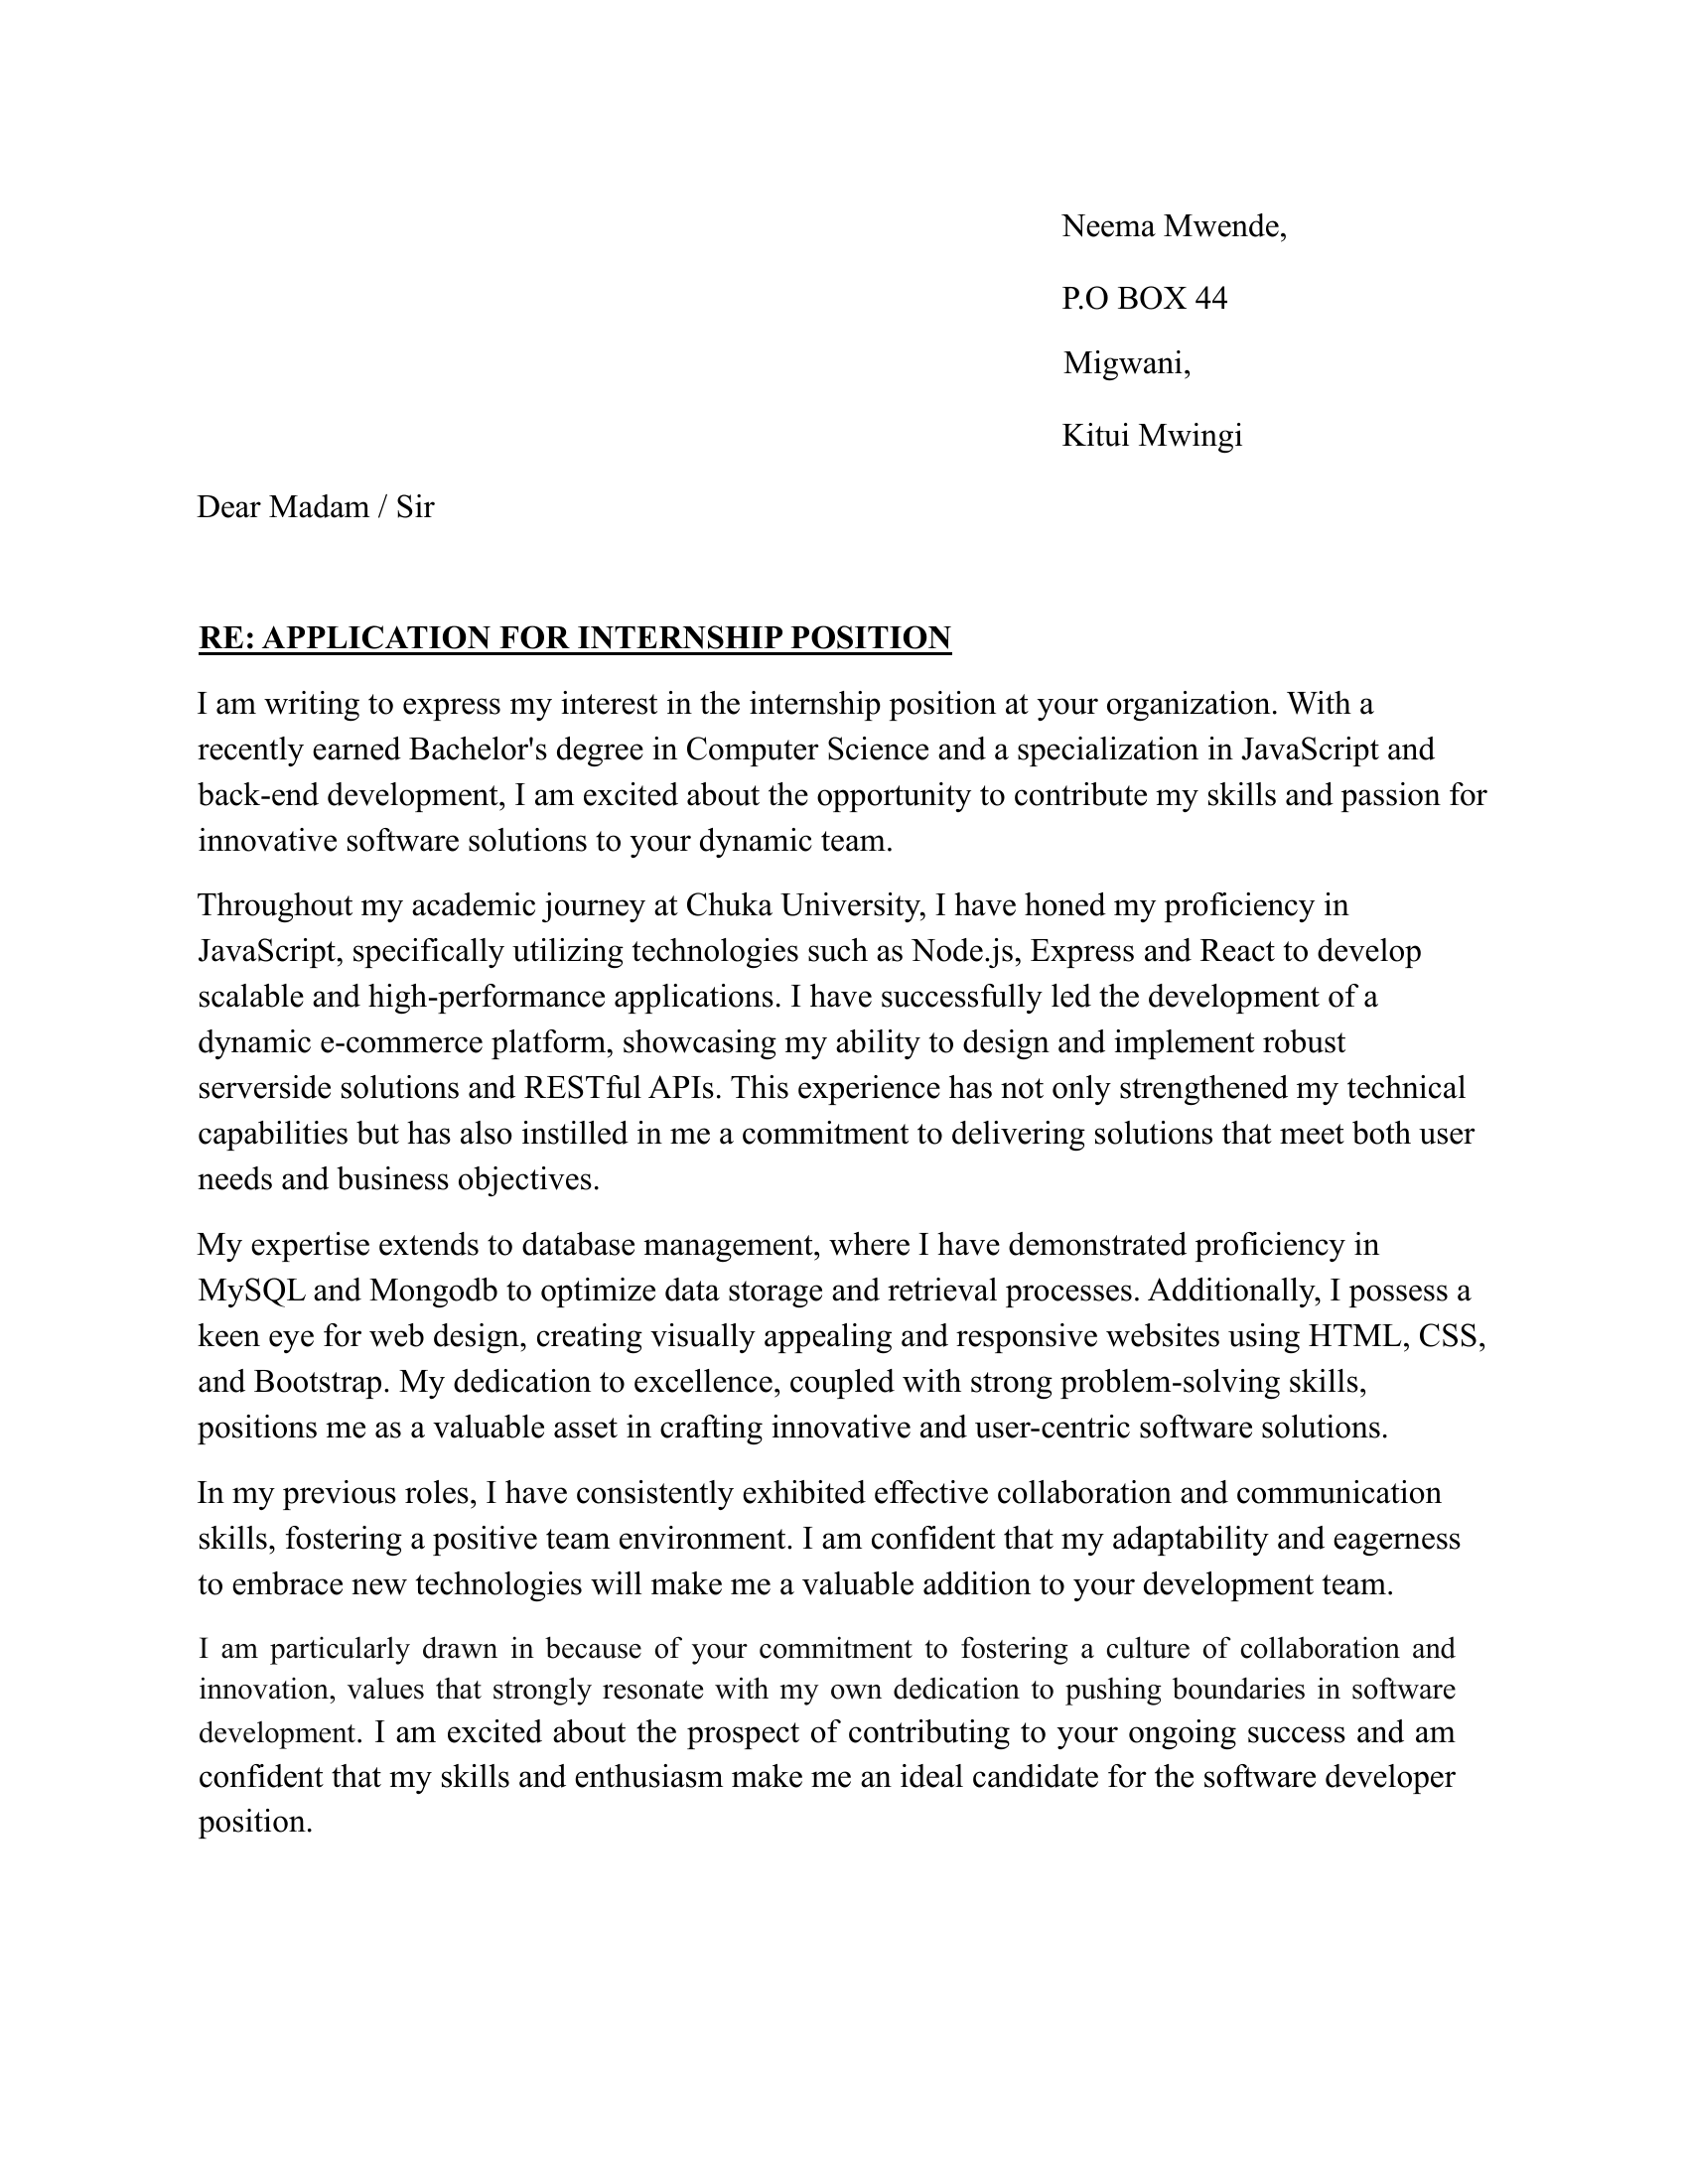 Neema Mwende,
P.O BOX 44
Migwani,
Kitui Mwingi
Dear Madam / Sir
RE: APPLICATION FOR INTERNSHIP POSITION
I am writing to express my interest in the internship position at your organization. With a
recently earned Bachelor's degree in Computer Science and a specialization in JavaScript and
back-end development, I am excited about the opportunity to contribute my skills and passion for
innovative software solutions to your dynamic team.
Throughout my academic journey at Chuka University, I have honed my proficiency in
JavaScript, specifically utilizing technologies such as Node.js, Express and React to develop
scalable and high-performance applications. I have successfully led the development of a
dynamic e-commerce platform, showcasing my ability to design and implement robust
serverside solutions and RESTful APIs. This experience has not only strengthened my technical
capabilities but has also instilled in me a commitment to delivering solutions that meet both user
needs and business objectives.
My expertise extends to database management, where I have demonstrated proficiency in
MySQL and Mongodb to optimize data storage and retrieval processes. Additionally, I possess a
keen eye for web design, creating visually appealing and responsive websites using HTML, CSS,
and Bootstrap. My dedication to excellence, coupled with strong problem-solving skills,
positions me as a valuable asset in crafting innovative and user-centric software solutions.
In my previous roles, I have consistently exhibited effective collaboration and communication
skills, fostering a positive team environment. I am confident that my adaptability and eagerness
to embrace new technologies will make me a valuable addition to your development team.
I am particularly drawn in because of your commitment to fostering a culture of collaboration and
innovation, values that strongly resonate with my own dedication to pushing boundaries in software
development. I am excited about the prospect of contributing to your ongoing success and am
confident that my skills and enthusiasm make me an ideal candidate for the software developer
position.